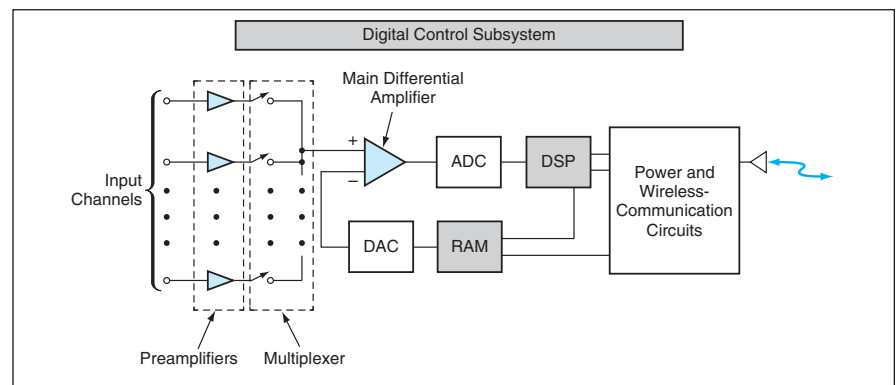 Digital Control Subsystem
Main Differential
Amplifier
Input
Channels
+
−
ADC
DSP
Power and
Wireless-
Communication
Circuits
DAC
RAM
Preamplifiers
Multiplexer